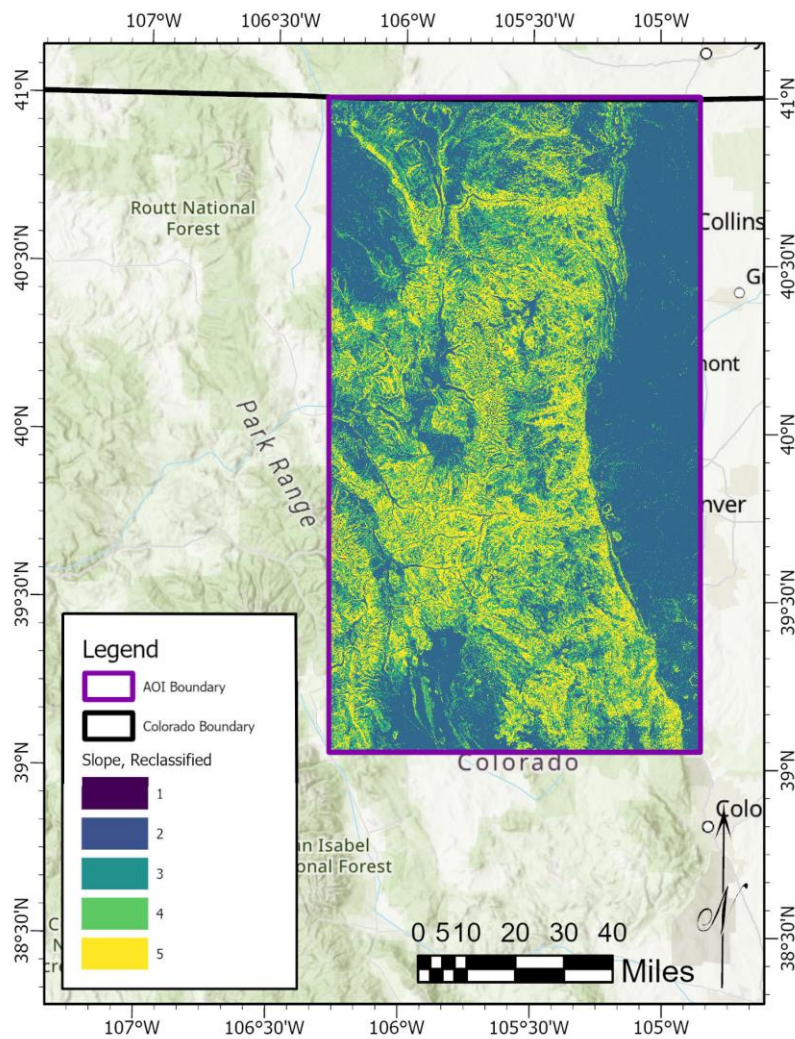 107°W 106°30'W 106°W 105°30'W 105°W
41°N
41°N
Routt National
Forest
Collins
40°30'N
40°30'N
G
mont
40°N
40°N
Park Range
nver
39°30'N
39°30'N
Legend
AOI Boundary
Colorado Boundary
Slope, Reclassified
1
2
3
4
5
39°N
39°N
Colorado
Colo
an Isabel
onal Forest
38°30'N
38°30'N
C
N
cre
0 510 20 30 40
Miles
107°W 106°30'W 106°W 105°30'W 105°W